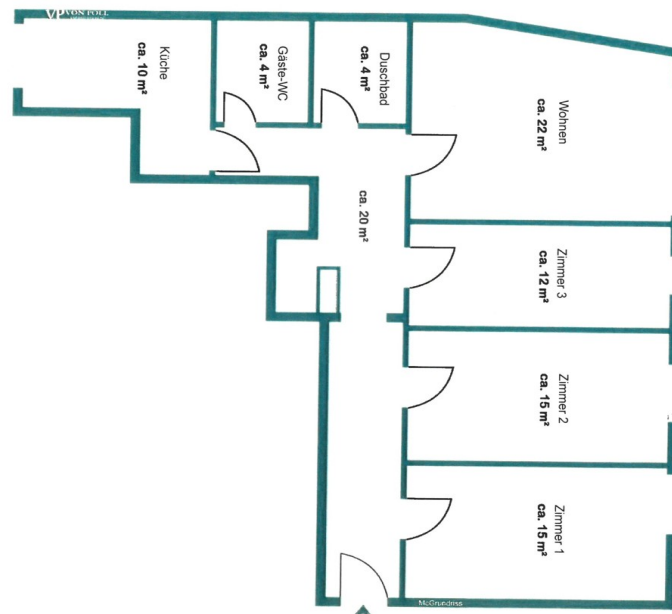 VON POLL
Küche
ca. 10 m²
Gäste-WC
ca. 4 m²
Duschbad
ca. 4 m²
Wohnen
ca. 22 m²
ca. 20 m²
Zimmer 3
ca. 12 m²
Zimmer 2
ca. 15 m²
Zimmer 1
ca. 15 m²
McGrundriss